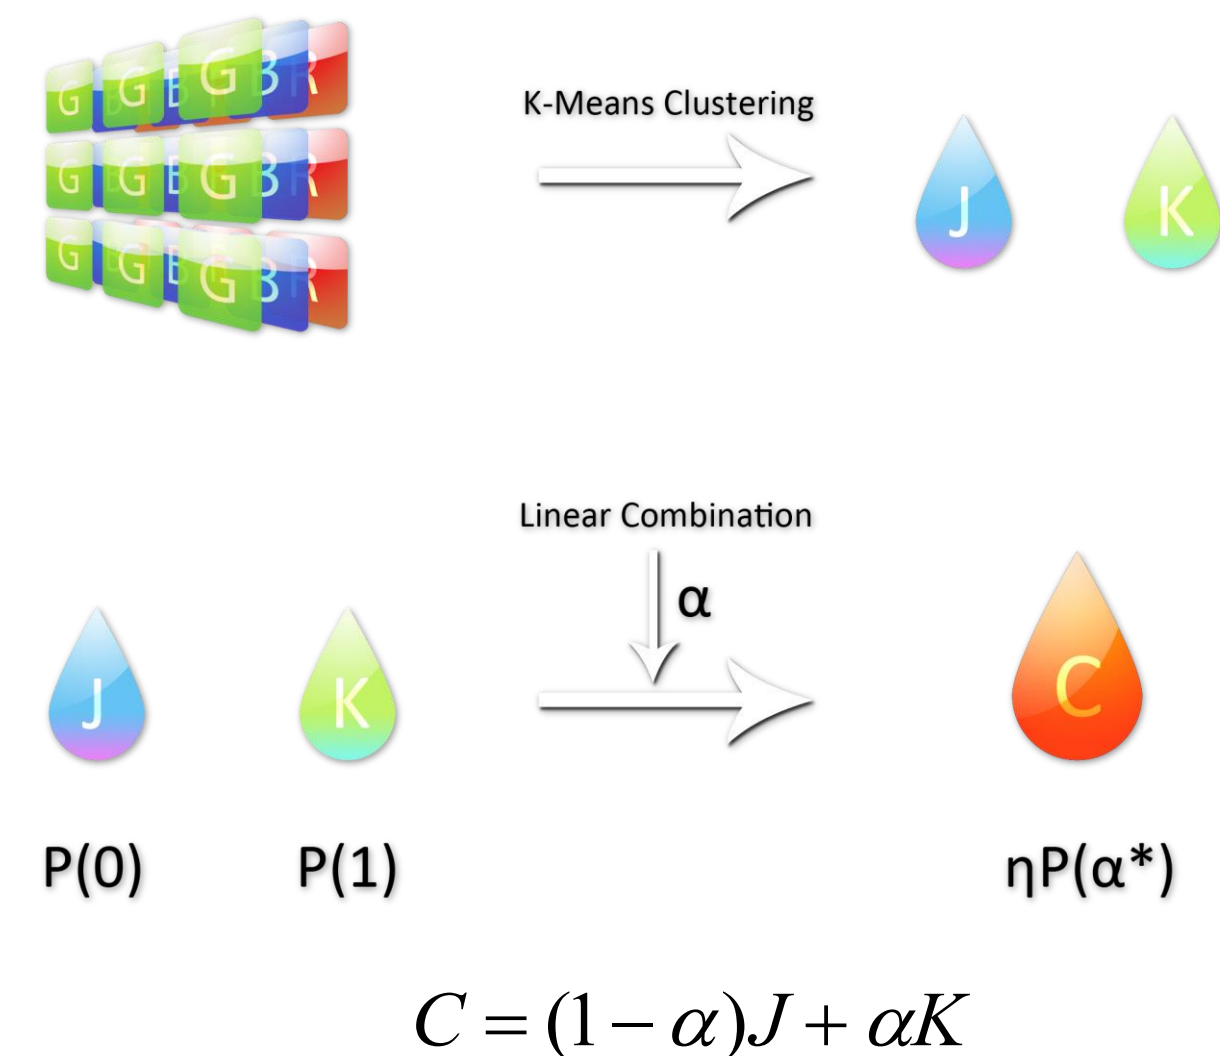 G B G B G B R
K-Means Clustering
G B G B G B R
J K
G B G B G B R
Linear Combination
α
J K C
P(0) P(1) ηP(α*)
C = (1 − α)J + αK